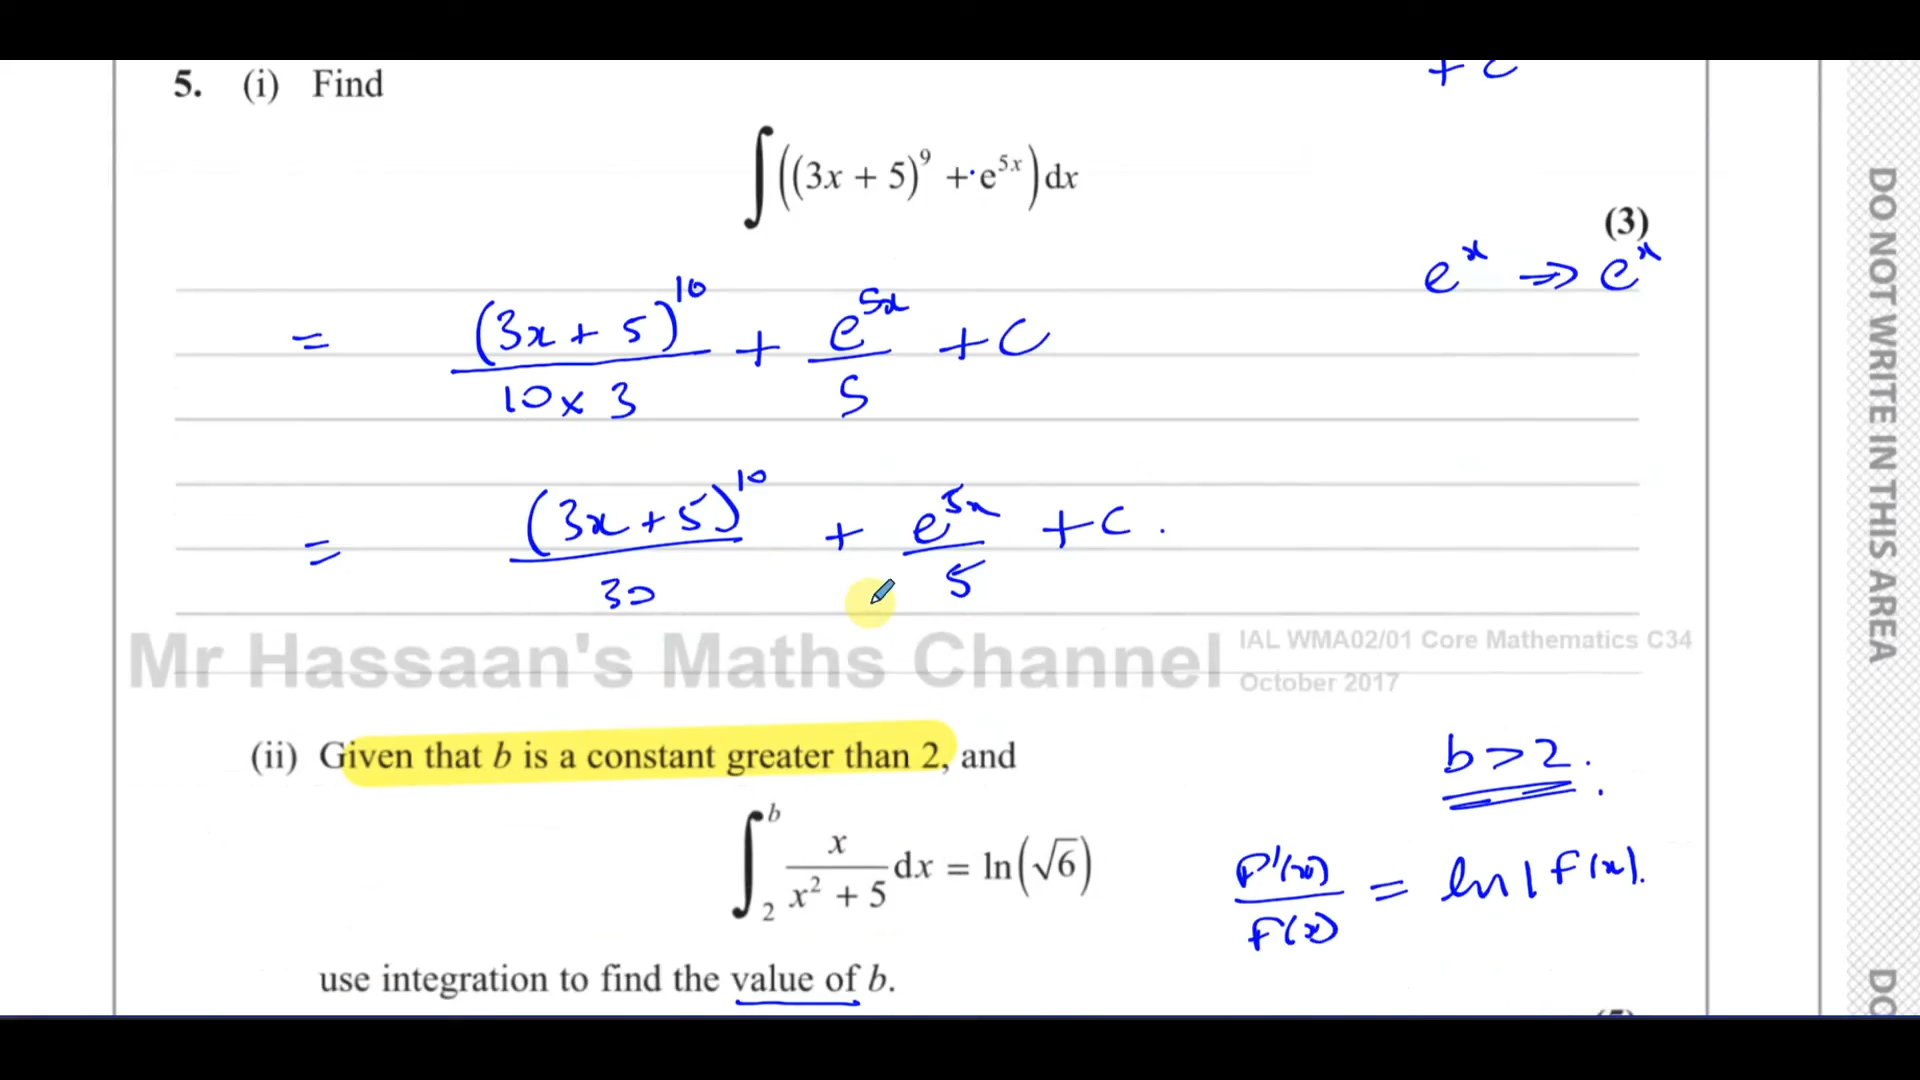 + C
5. (i) Find
∫((3x + 5)⁹ + e⁵ˣ) dx
(3)
eˣ → eˣ
= (3x + 5)¹⁰ / 10 × 3 + e⁵ˣ / 5 + C
= (3x + 5)¹⁰ / 30 + e⁵ˣ / 5 + C.
Mr Hassaan's Maths Channel
IAL WMA02/01 Core Mathematics C34
October 2017
(ii) Given that b is a constant greater than 2, and
b > 2.
∫₂ᵇ x / (x² + 5) dx = ln(√6)
F'(x) / F(x) = ln | F(x).
use integration to find the value of b.
DO NOT WRITE IN THIS AREA
DO